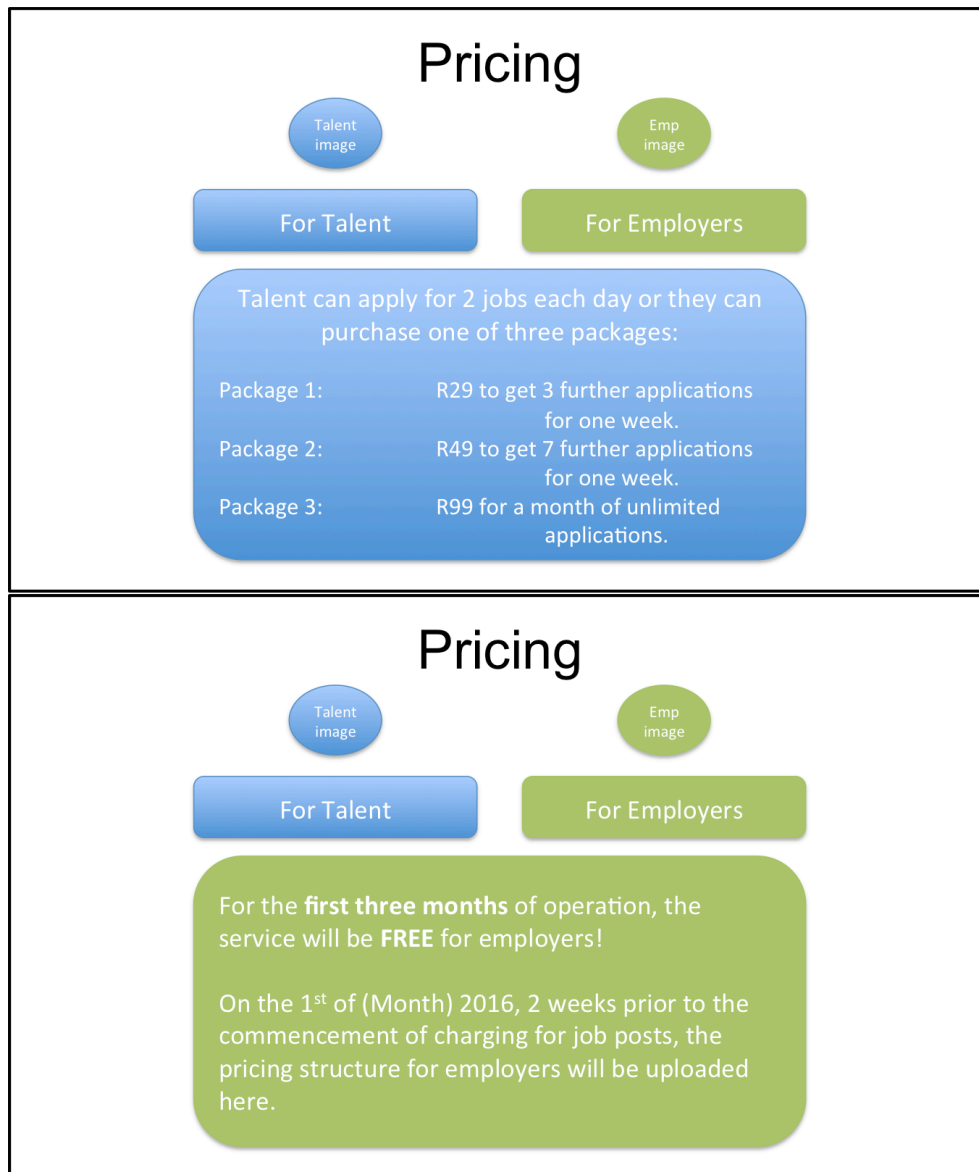 Pricing
Talent
image
Emp
image
For Talent
For Employers
Talent can apply for 2 jobs each day or they can
purchase one of three packages:
Package 1: R29 to get 3 further applications
for one week.
Package 2: R49 to get 7 further applications
for one week.
Package 3: R99 for a month of unlimited
applications.
Pricing
Talent
image
Emp
image
For Talent
For Employers
For the first three months of operation, the
service will be FREE for employers!
On the 1st of (Month) 2016, 2 weeks prior to the
commencement of charging for job posts, the
pricing structure for employers will be uploaded
here.